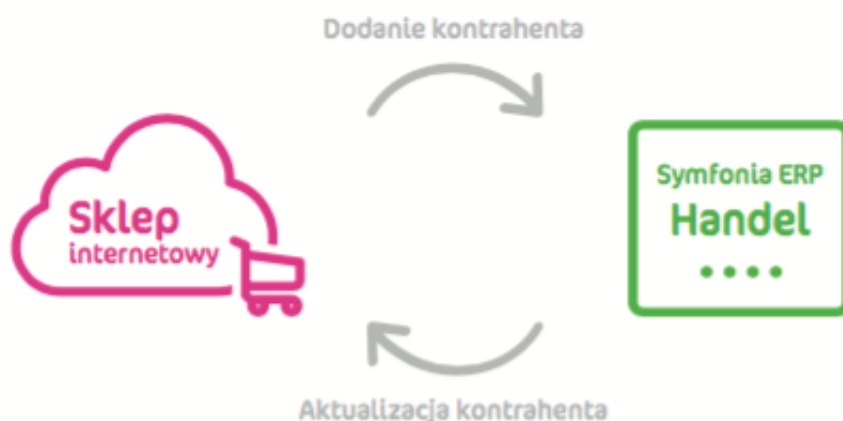 Dodanie kontrahenta
Sklep
internetowy
Symfonia ERP
Handel
Aktualizacja kontrahenta